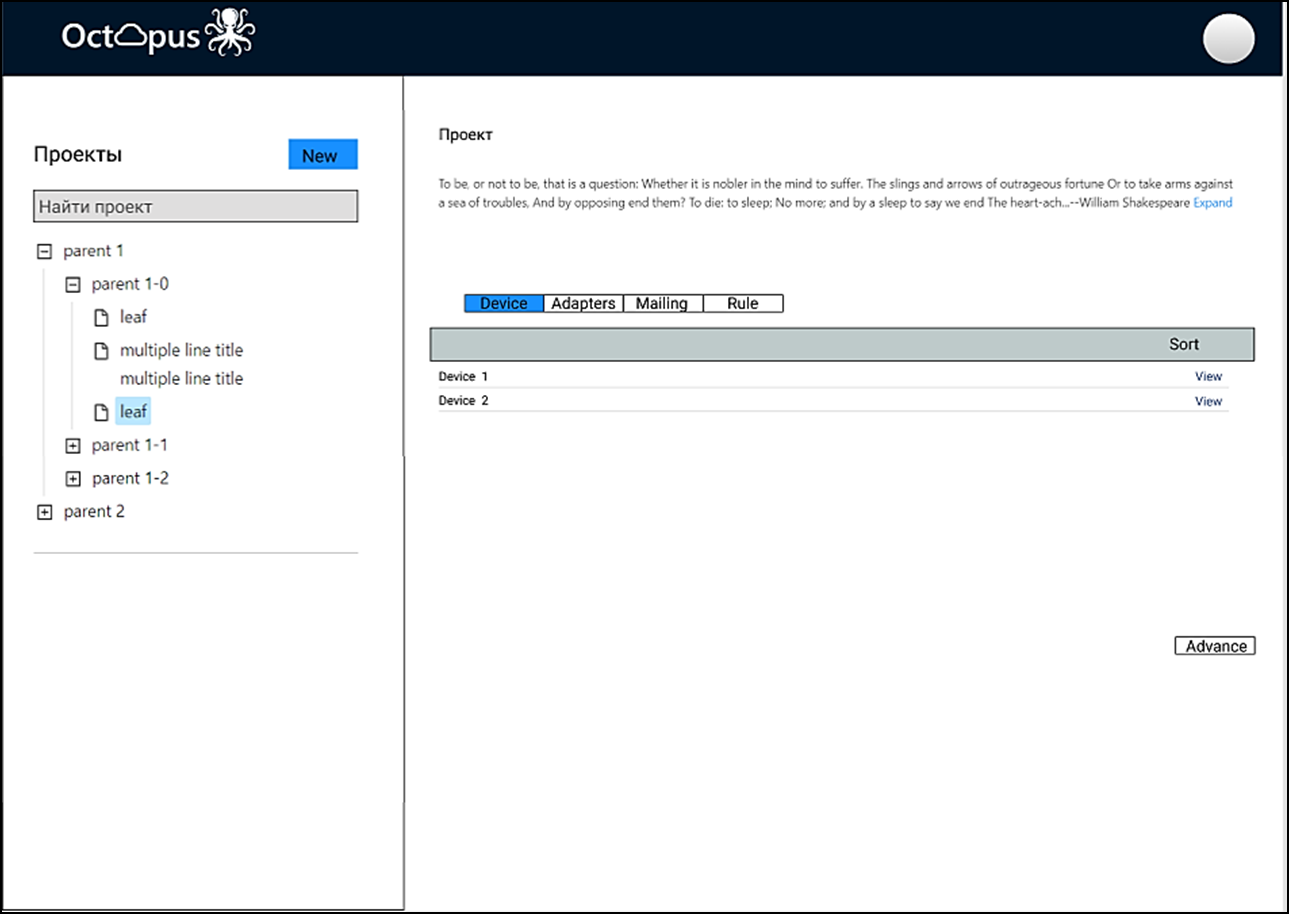 Octopus
Проекты
New
Найти проект
parent 1
parent 1-0
leaf
multiple line title
multiple line title
leaf
parent 1-1
parent 1-2
parent 2
Проект
To be, or not to be, that is a question: Whether it is nobler in the mind to suffer. The slings and arrows of outrageous fortune Or to take arms against
a sea of troubles, And by opposing end them? To die: to sleep; No more; and by a sleep to say we end The heart-ach...--William Shakespeare Expand
Device Adapters Mailing Rule
Sort
Device 1 View
Device 2 View
Advance